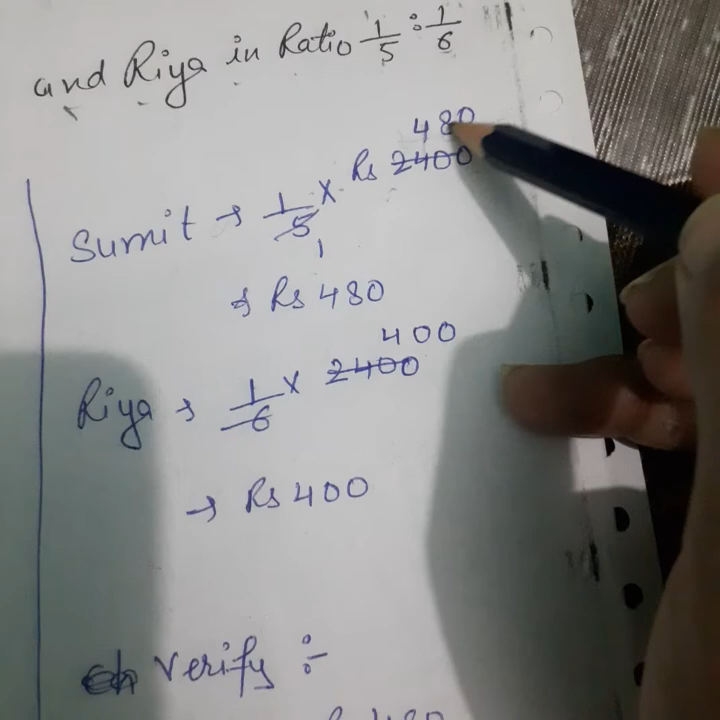 and Riya in Ratio 1/5 : 1/6
480
Sumit → 1/5 × Rs 2400
1
→ Rs 480
400
Riya → 1/6 × 2400
→ Rs 400
Verify :-
480